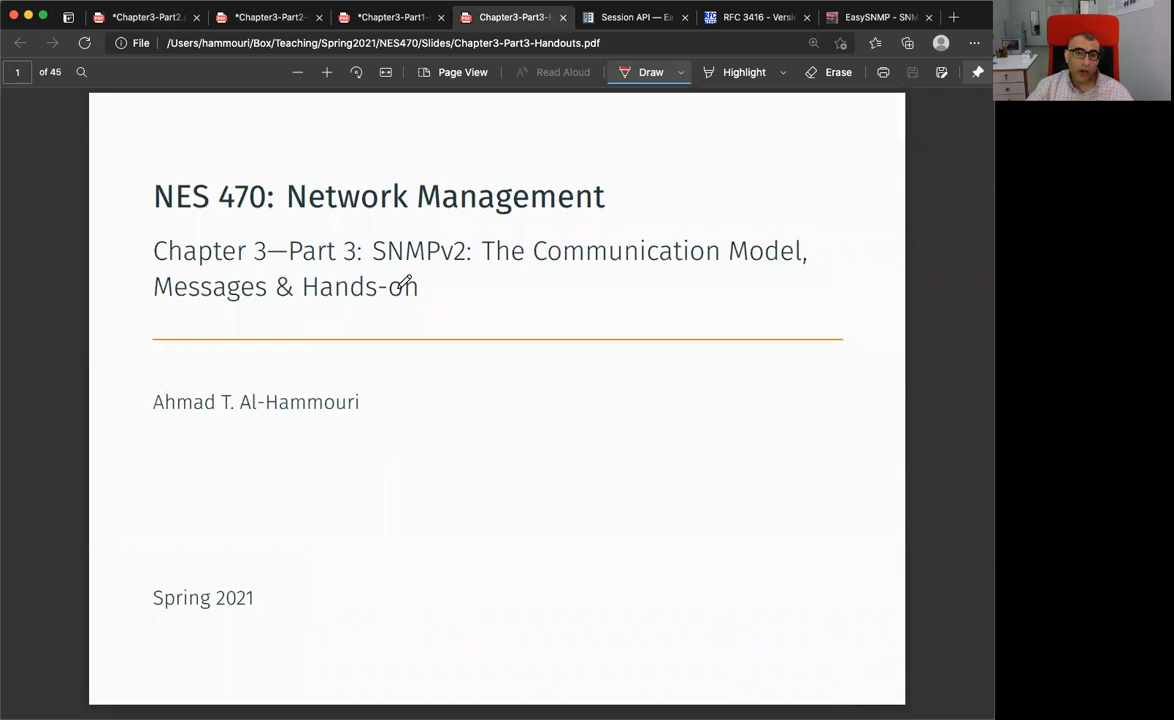 *Chapter3-Part2.
*Chapter3-Part2-
*Chapter3-Part1-
Chapter3-Part3-
Session API — Ea
RFC 3416 - Versi
EasySNMP - SNM
File
/Users/hammouri/Box/Teaching/Spring2021/NES470/Slides/Chapter3-Part3-Handouts.pdf
1 of 45
Page View
Read Aloud
Draw
Highlight
Erase
NES 470: Network Management
Chapter 3—Part 3: SNMPv2: The Communication Model,
Messages & Hands-on
Ahmad T. Al-Hammouri
Spring 2021